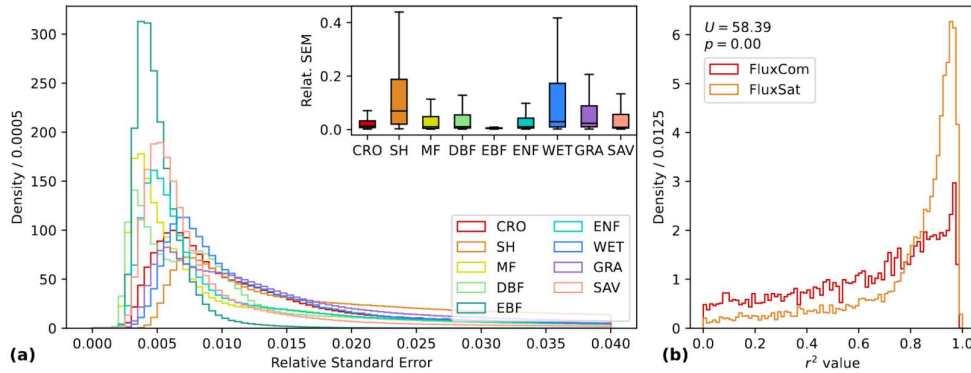 300
250
200
150
100
50
0
Density / 0.0005
0.4
0.2
0.0
Relat. SEM
CRO SH MF DBF EBF ENF WET GRA SAV
CRO
SH
MF
DBF
EBF
ENF
WET
GRA
SAV
0.000 0.005 0.010 0.015 0.020 0.025 0.030 0.035 0.040
(a)
Relative Standard Error
6
5
4
3
2
1
0
Density / 0.0125
U = 58.39
p = 0.00
FluxCom
FluxSat
0.0 0.2 0.4 0.6 0.8 1.0
(b)
r² value